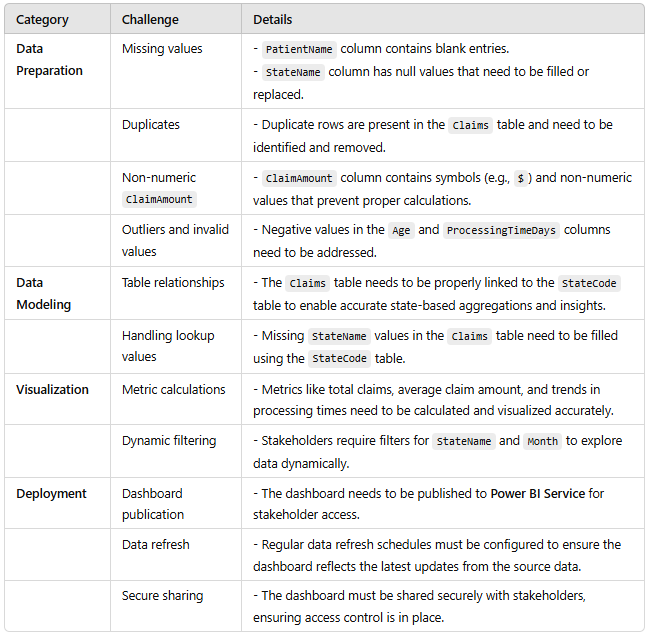 Category Challenge Details
Data Preparation Missing values - PatientName column contains blank entries.
- StateName column has null values that need to be filled or
replaced.
Duplicates - Duplicate rows are present in the Claims table and need to be
identified and removed.
Non-numeric - ClaimAmount column contains symbols (e.g., $ ) and non-numeric
ClaimAmount values that prevent proper calculations.
Outliers and invalid - Negative values in the Age and ProcessingTimeDays columns
values need to be addressed.
Data Table relationships - The Claims table needs to be properly linked to the StateCode
Modeling table to enable accurate state-based aggregations and insights.
Handling lookup - Missing StateName values in the Claims table need to be filled
values using the StateCode table.
Visualization Metric calculations - Metrics like total claims, average claim amount, and trends in
processing times need to be calculated and visualized accurately.
Dynamic filtering - Stakeholders require filters for StateName and Month to explore
data dynamically.
Deployment Dashboard - The dashboard needs to be published to Power BI Service for
publication stakeholder access.
Data refresh - Regular data refresh schedules must be configured to ensure the
dashboard reflects the latest updates from the source data.
Secure sharing - The dashboard must be shared securely with stakeholders,
ensuring access control is in place.